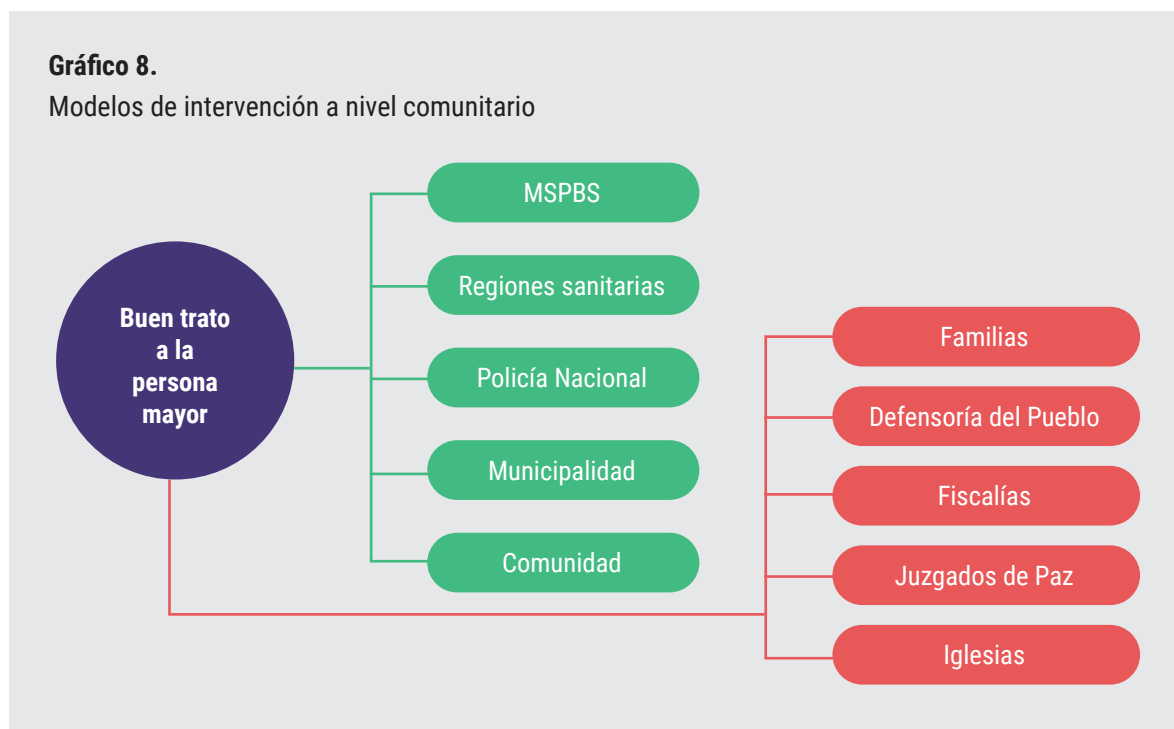 Gráfico 8.
Modelos de intervención a nivel comunitario
Buen trato
a la
persona
mayor
MSPBS
Regiones sanitarias
Policía Nacional
Municipalidad
Comunidad
Familias
Defensoría del Pueblo
Fiscalías
Juzgados de Paz
Iglesias